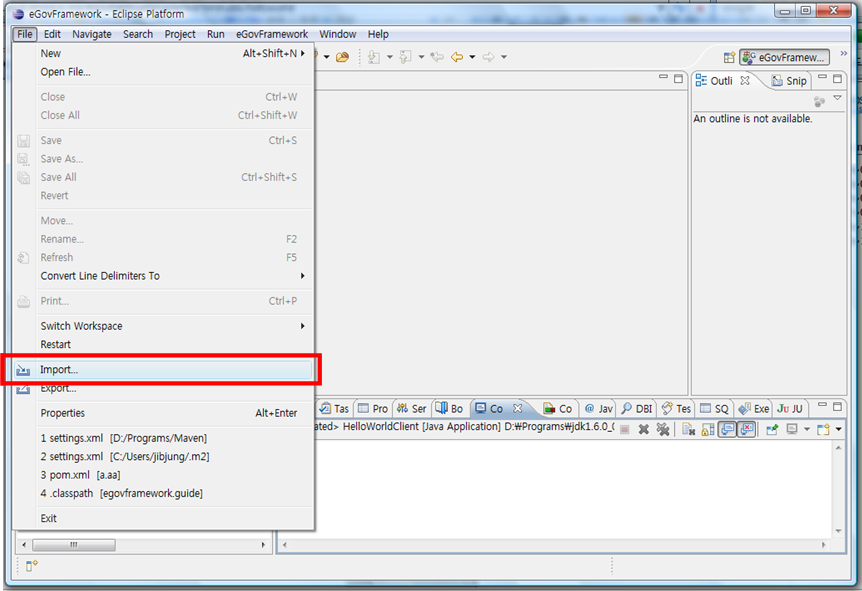 eGovFramework - Eclipse Platform
File Edit Navigate Search Project Run eGovFramework Window Help
New Alt+Shift+N
Open File...
Close Ctrl+W
Close All Ctrl+Shift+W
Save Ctrl+S
Save As...
Save All Ctrl+Shift+S
Revert
Move...
Rename... F2
Refresh F5
Convert Line Delimiters To
Print... Ctrl+P
Switch Workspace
Restart
Import...
Export...
Properties Alt+Enter
1 settings.xml [D:/Programs/Maven]
2 settings.xml [C:/Users/jibjung/.m2]
3 pom.xml [a.aa]
4 .classpath [egovframework.guide]
Exit
eGovFramew...
Outli Snip
An outline is not available.
Tas Pro Ser Bo Co Co @ Jav DBI Tes SQ Exe Ju JU
ated> HelloWorldClient [Java Application] D:₩Programs₩jdk1.6.0_